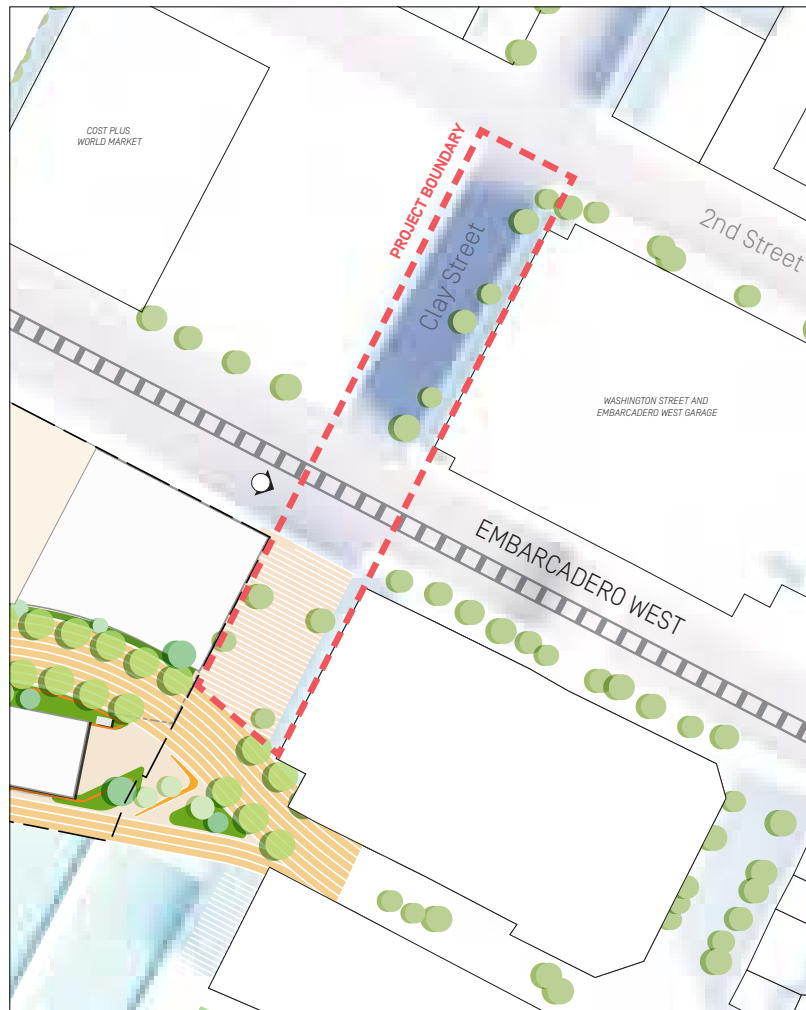 COST PLUS
WORLD MARKET
PROJECT BOUNDARY
Clay Street
2nd Street
WASHINGTON STREET AND
EMBARCADERO WEST GARAGE
EMBARCADERO WEST